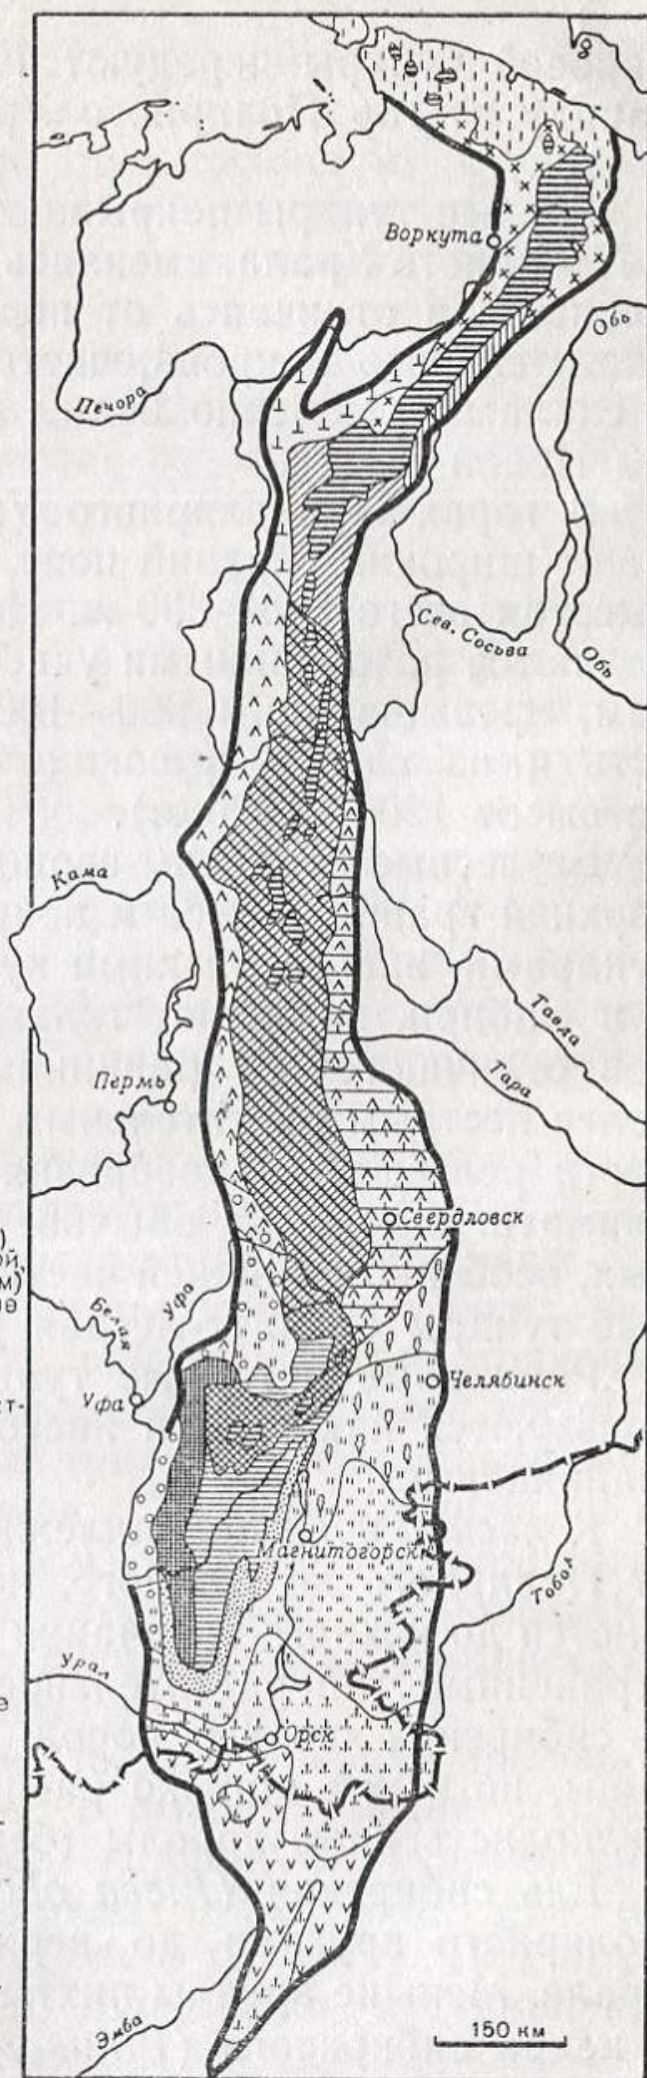 Воркута
Обь
Печора
Сев. Сосьва
Обь
Кама
Тавда
Тара
Пермь
Свердловск
Уфа
Белая
Челябинск
Уфа
Магнитогорск
Тобол
Урал
Орск
Эмба
150 км